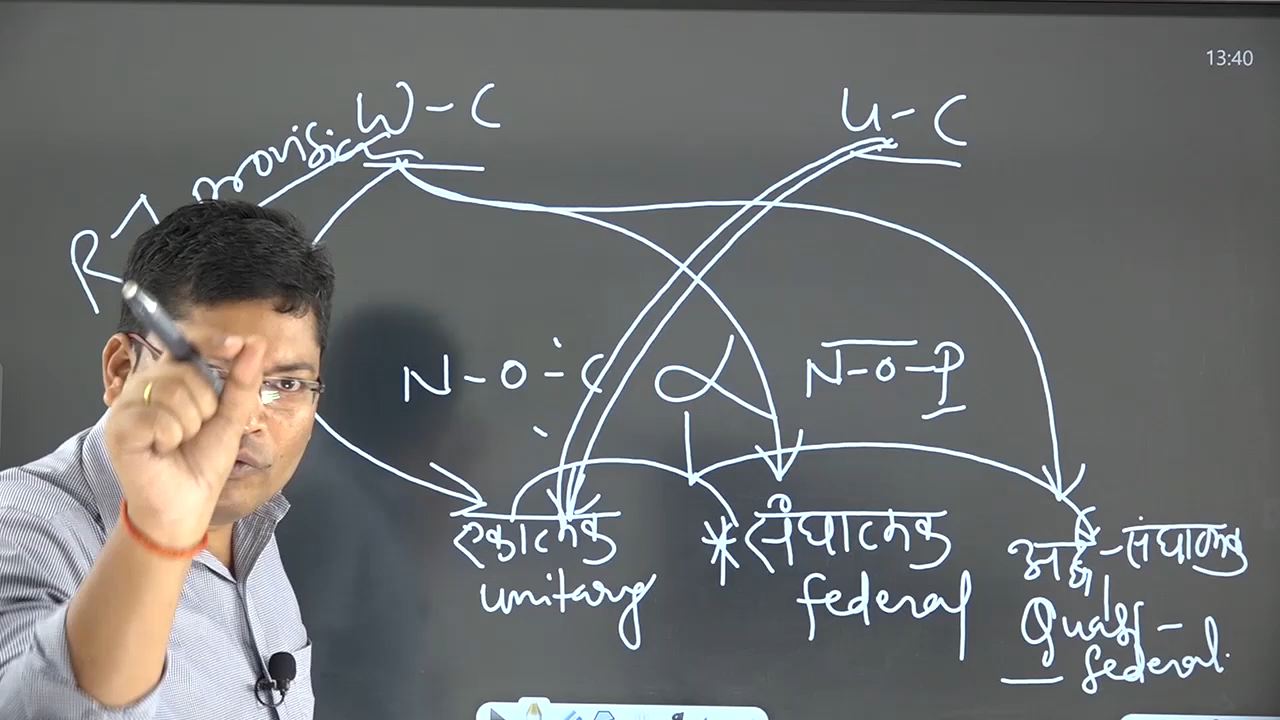 13:40
W-C
U-C
provision
N-O-C
N-O-P
एकात्मक
unitary
*संघात्मक
federal
अर्द्ध-संघात्मक
Quasi-
federal.